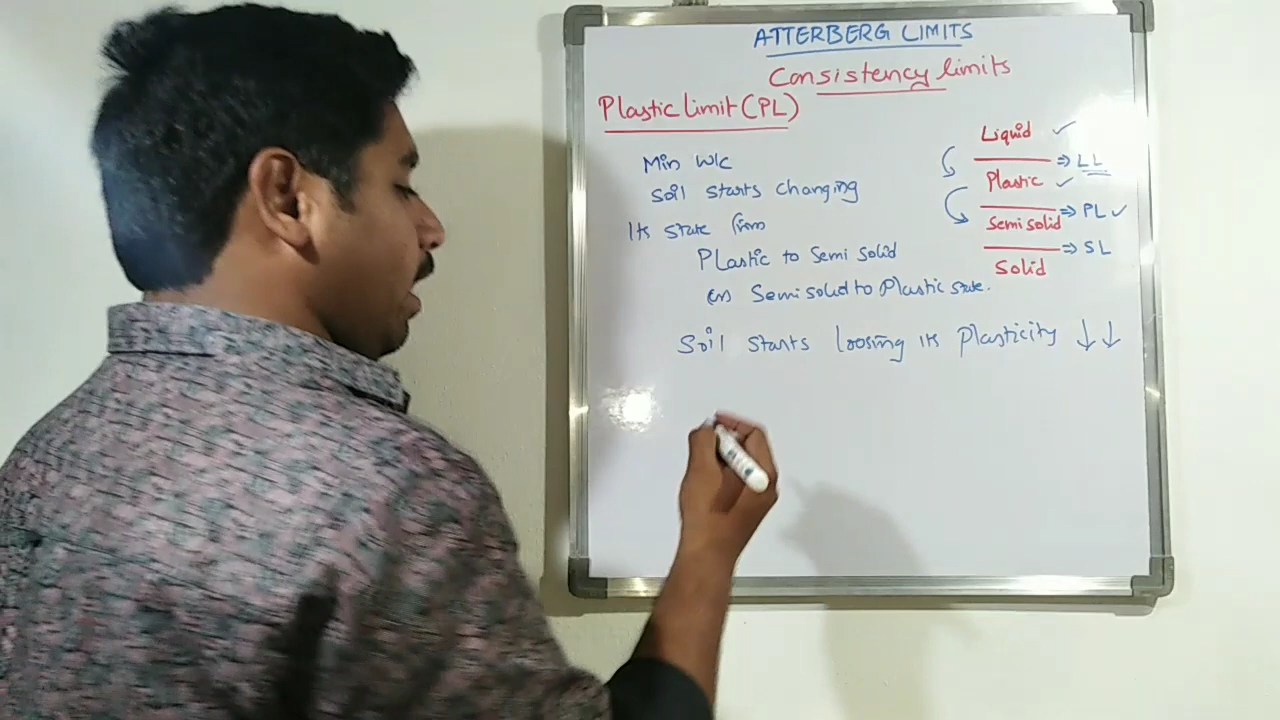 ATTERBERG LIMITS
Consistency limits
Plastic Limit (PL)
Min W/c
Soil starts changing
Its state from
Plastic to Semi solid
(or) Semi solid to Plastic state.
Soil starts loosing its Plasticity ↓↓
Liquid ✓
⇒ LL
Plastic ✓
⇒ PL ✓
Semi solid
⇒ SL
Solid